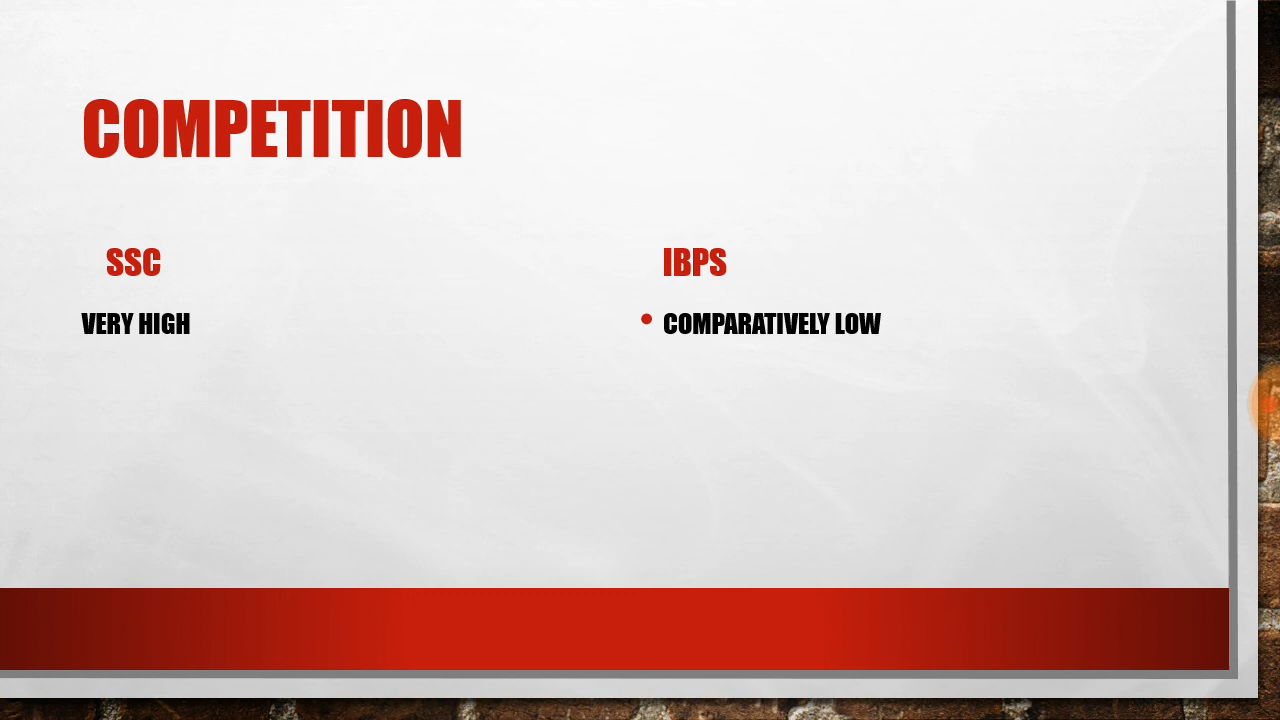 COMPETITION
SSC
VERY HIGH
IBPS
• COMPARATIVELY LOW